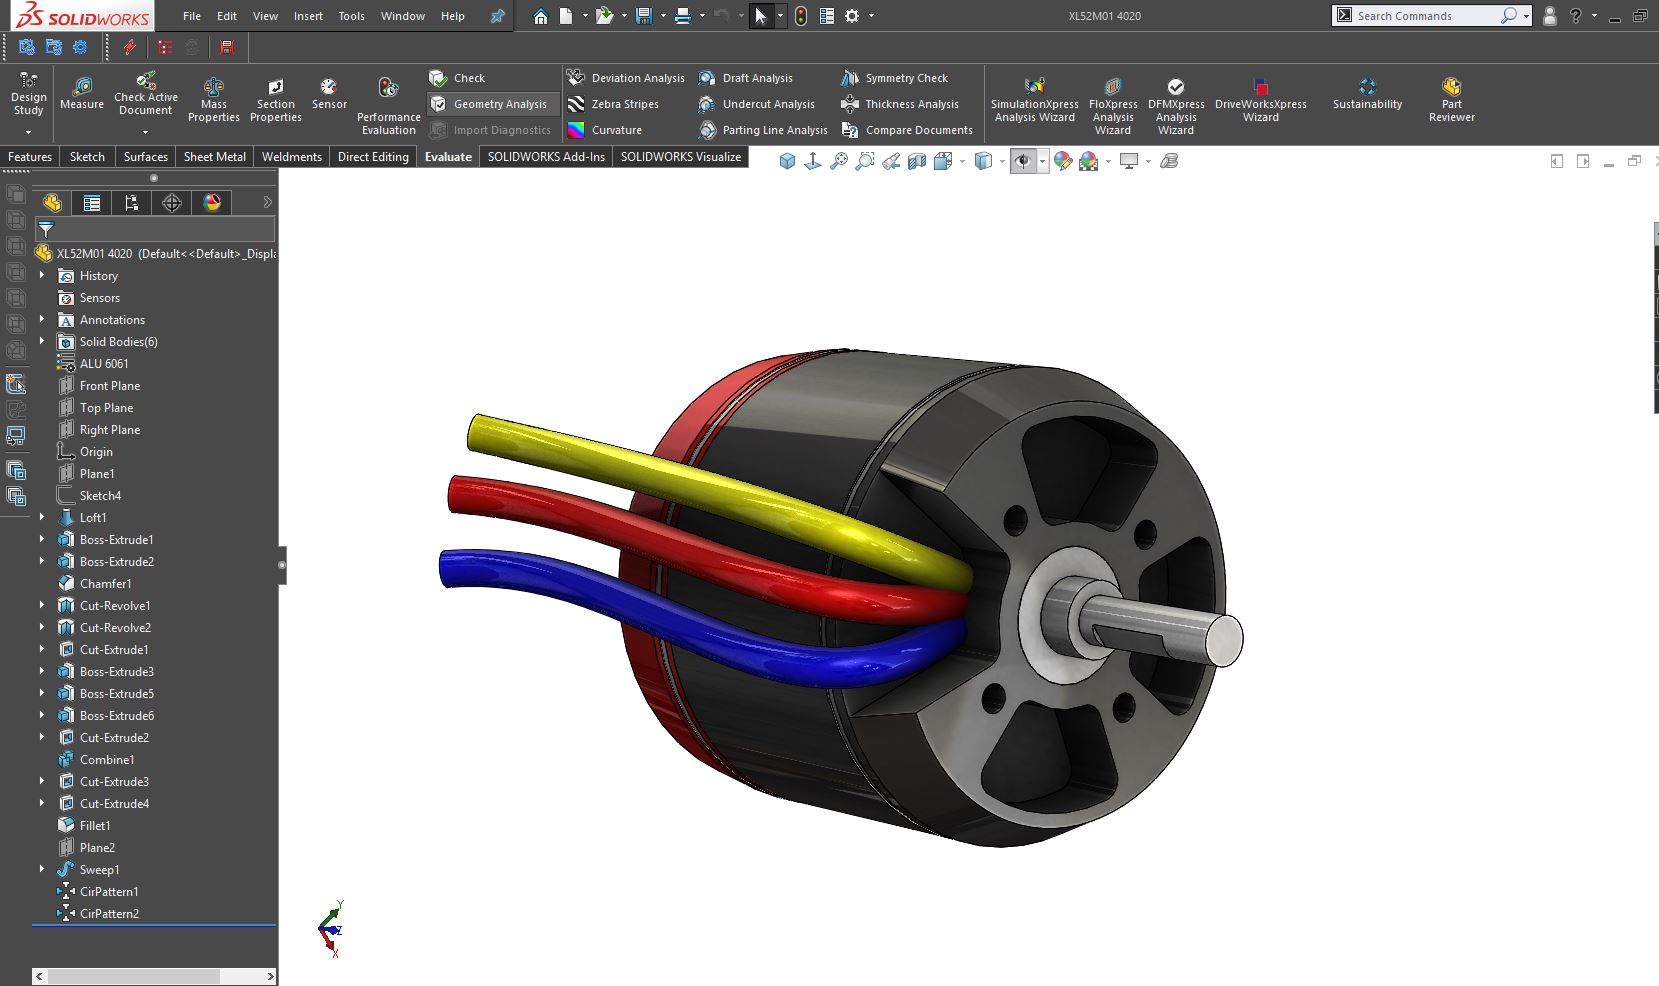 SOLIDWORKS
File Edit View Insert Tools Window Help
XL52M01 4020
Search Commands
?
Design Study
Measure
Check Active Document
Mass Properties
Section Properties
Sensor
Performance Evaluation
Check
Geometry Analysis
Import Diagnostics
Deviation Analysis
Zebra Stripes
Curvature
Draft Analysis
Undercut Analysis
Parting Line Analysis
Symmetry Check
Thickness Analysis
Compare Documents
SimulationXpress Analysis Wizard
FloXpress Analysis Wizard
DFMXpress Analysis Wizard
DriveWorksXpress Wizard
Sustainability
Part Reviewer
Features Sketch Surfaces Sheet Metal Weldments Direct Editing Evaluate SOLIDWORKS Add-Ins SOLIDWORKS Visualize
XL52M01 4020 (Default<<Default>_Displa
History
Sensors
Annotations
Solid Bodies(6)
ALU 6061
Front Plane
Top Plane
Right Plane
Origin
Plane1
Sketch4
Loft1
Boss-Extrude1
Boss-Extrude2
Chamfer1
Cut-Revolve1
Cut-Revolve2
Cut-Extrude1
Boss-Extrude3
Boss-Extrude5
Boss-Extrude6
Cut-Extrude2
Combine1
Cut-Extrude3
Cut-Extrude4
Fillet1
Plane2
Sweep1
CirPattern1
CirPattern2
Y
Z
X